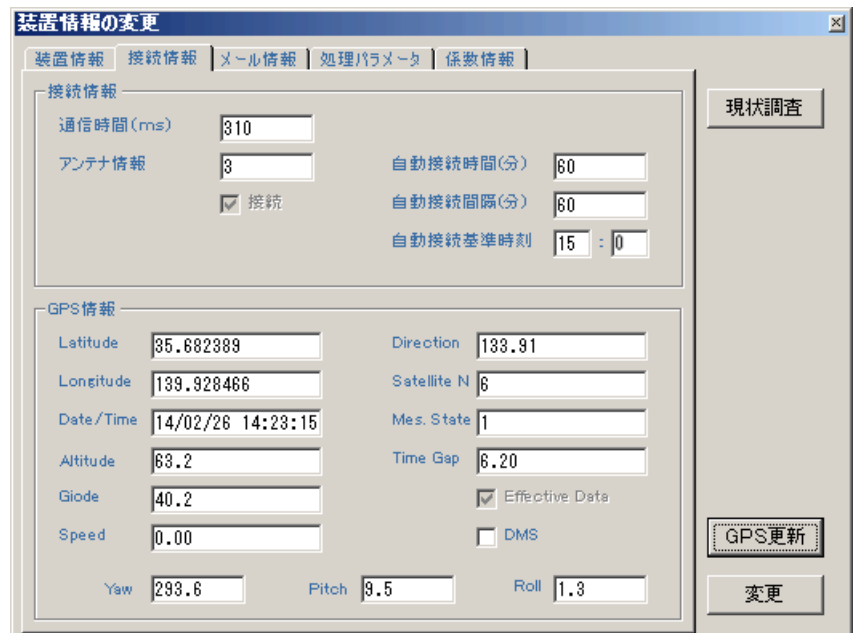 装置情報の変更
装置情報 接続情報 メール情報 処理パラメータ 係数情報
接続情報
現状調査
通信時間(ms) 310
アンテナ情報 3 自動接続時間(分) 60
接続 自動接続間隔(分) 60
自動接続基準時刻 15 : 0
GPS情報
Latitude 35.682389 Direction 133.91
Longitude 139.928466 Satellite N 6
Date/Time 14/02/26 14:23:15 Mes. State 1
Altitude 63.2 Time Gap 6.20
Giode 40.2 Effective Data
Speed 0.00 DMS
GPS更新
Yaw 293.6 Pitch 9.5 Roll 1.3
変更